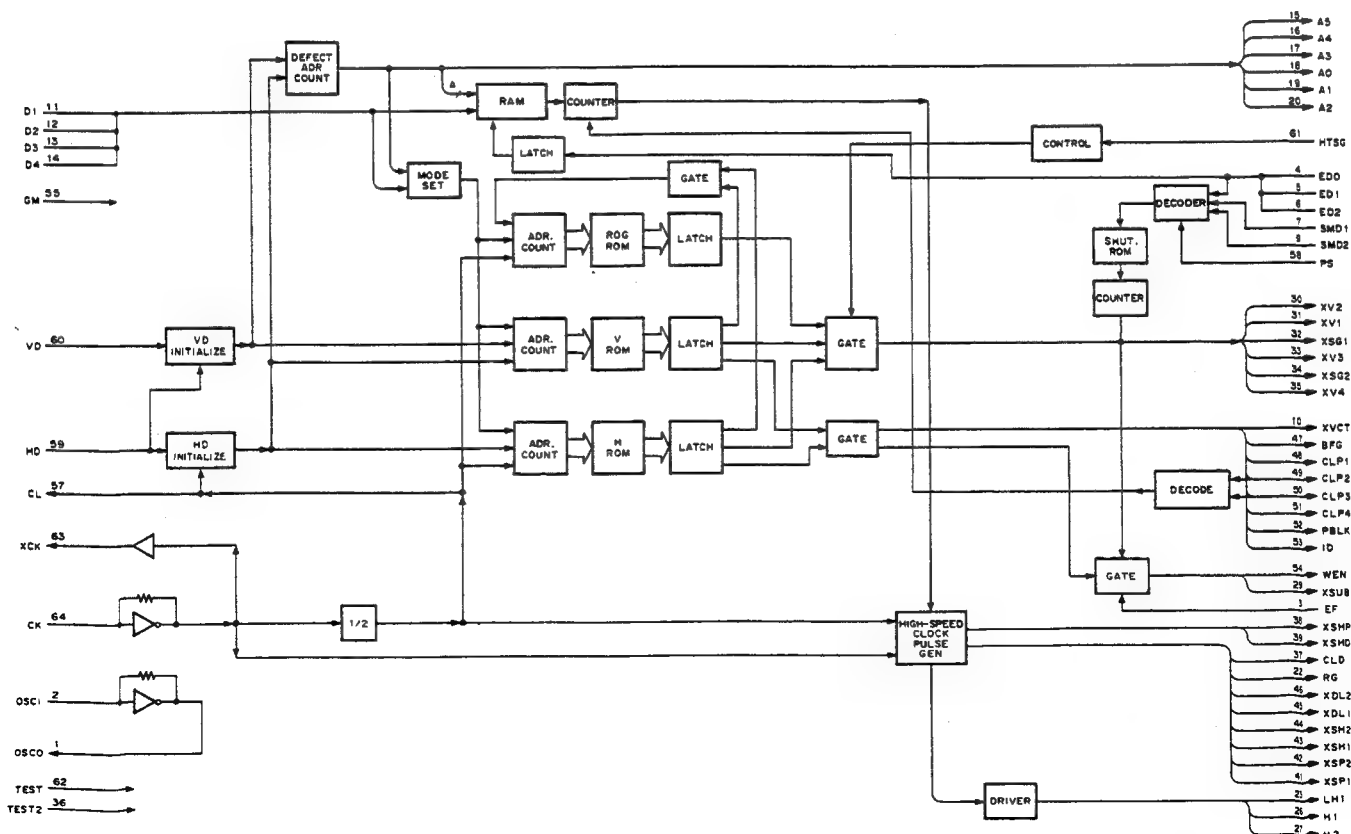 15 A5
16 A4
17 A3
18 A0
19 A1
20 A2
DEFECT
ADR
COUNT
A
RAM
COUNTER
D1 11
D2 12
D3 13
D4 14
GM 55
LATCH
CONTROL
61 HTSG
MODE
SET
GATE
4 ED0
5 ED1
6 ED2
7 SMD1
SMD2
58 PS
DECODER
SHUT.
ROM
COUNTER
ADR.
COUNT
ROG
ROM
LATCH
VD 60
VD
INITIALIZE
ADR.
COUNT
V
ROM
LATCH
GATE
30 XV2
31 XV1
32 XSG1
33 XV3
34 XSG2
35 XV4
HD 59
HD
INITIALIZE
ADR.
COUNT
H
ROM
LATCH
GATE
10 XVCT
47 BFG
48 CLP1
49 CLP2
50 CLP3
51 CLP4
52 PBLK
53 ID
DECODE
CL 57
XCK 63
CK 64
1/2
GATE
54 WEN
29 XSUB
3 EF
HIGH-SPEED
CLOCK
PULSE
GEN
38 XSHP
39 XSHD
37 CLD
22 RG
46 XDL2
45 XDL1
44 XSH2
43 XSH1
42 XSP2
41 XSP1
OSCI 2
OSCO 1
TEST 62
TEST2 36
DRIVER
LH1
26 H1
27